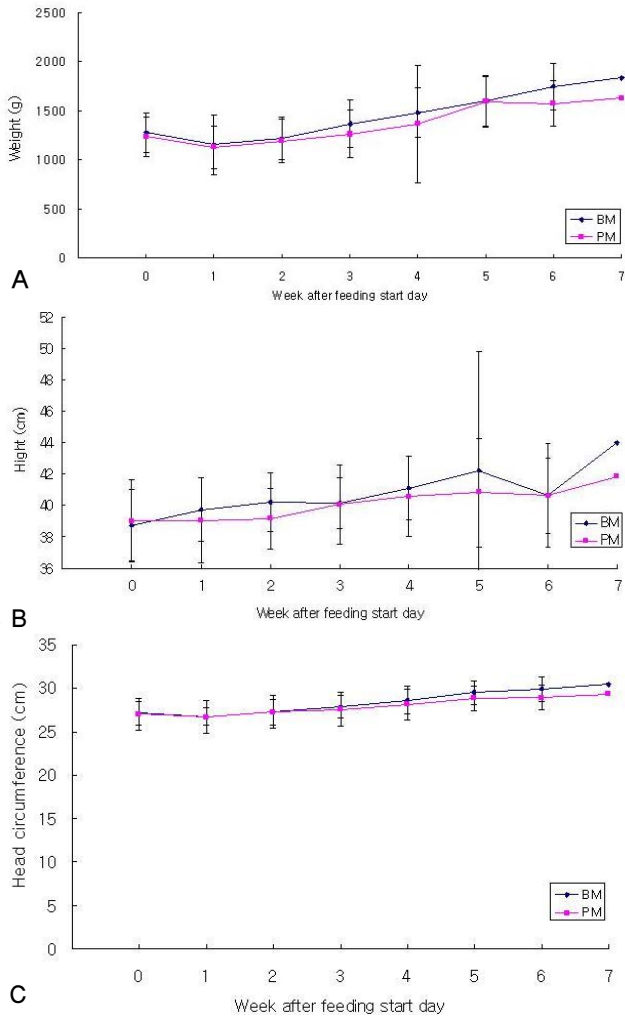 2500
2000
1500
1000
500
0
Weight (g)
BM
PM
0 1 2 3 4 5 6 7
Week after feeding start day
A
52
50
48
46
44
42
40
38
36
Hight (cm)
BM
PM
0 1 2 3 4 5 6 7
Week after feeding start day
B
35
30
25
20
15
10
5
0
Head circumference (cm)
BM
PM
0 1 2 3 4 5 6 7
Week after feeding start day
C